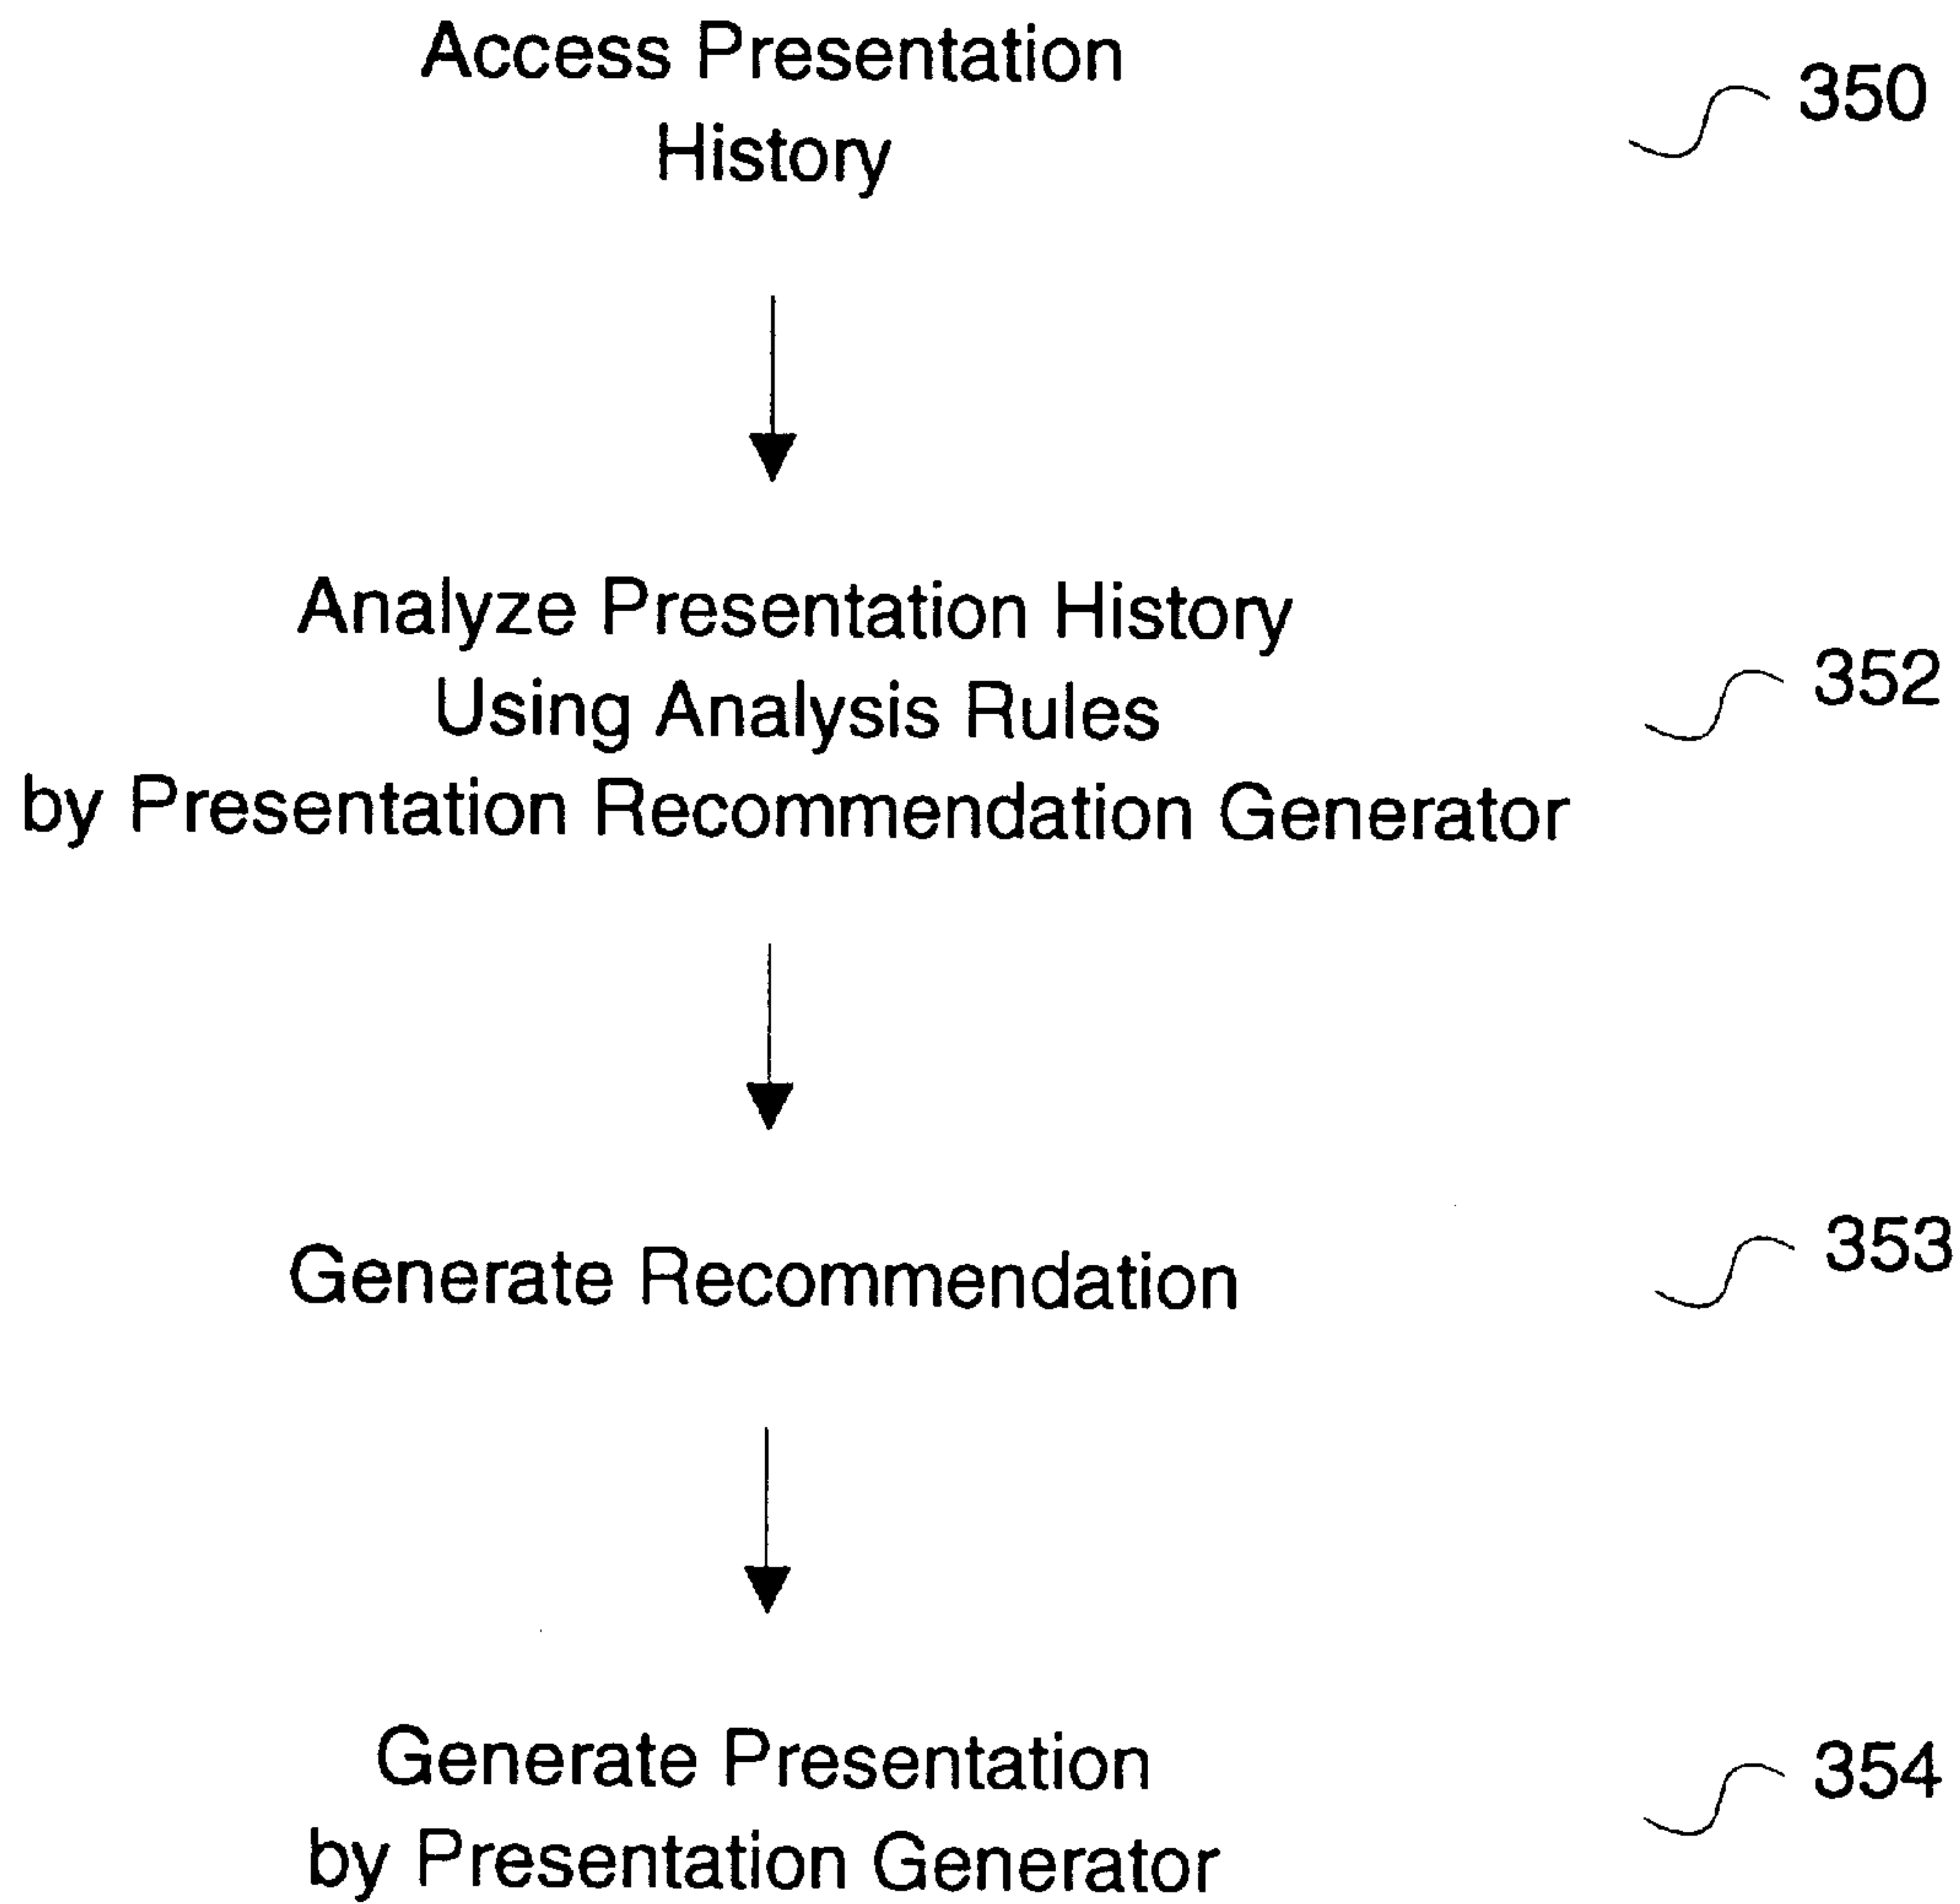 Access Presentation
History
350
Analyze Presentation History
Using Analysis Rules
by Presentation Recommendation Generator
352
Generate Recommendation
353
Generate Presentation
by Presentation Generator
354